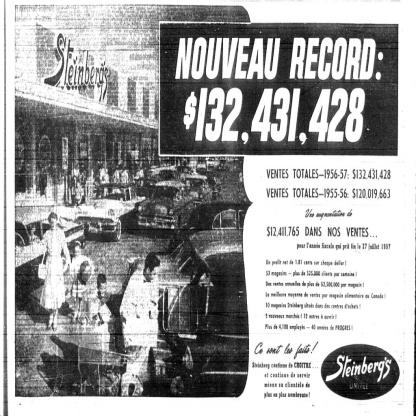 Steinberg's
NOUVEAU RECORD:
$132,431,428
VENTES TOTALES—1956-57: $132,431,428
VENTES TOTALES—1955-56: $120,019,663
Une augmentation de
$12,411,765 DANS NOS VENTES...
pour l'année fiscale qui prit fin le 27 juillet 1957
Un profit net de 1.81 cents sur chaque dollar!
53 magasins — plus de 525,000 clients par semaine!
Des ventes annuelles de plus de $2,500,000 par magasin!
La meilleure moyenne de ventes par magasin alimentaire au Canada!
10 magasins Steinberg situés dans des centres d'achats!
5 nouveaux marchés! 12 autres à ouvrir!
Plus de 4,100 employés — 40 années de PROGRES!
Ce sont les faits!
Steinberg continue de CROITRE...
et continue de servir
mieux sa clientèle de
plus en plus nombreuse!
Steinberg's
LIMITÉE